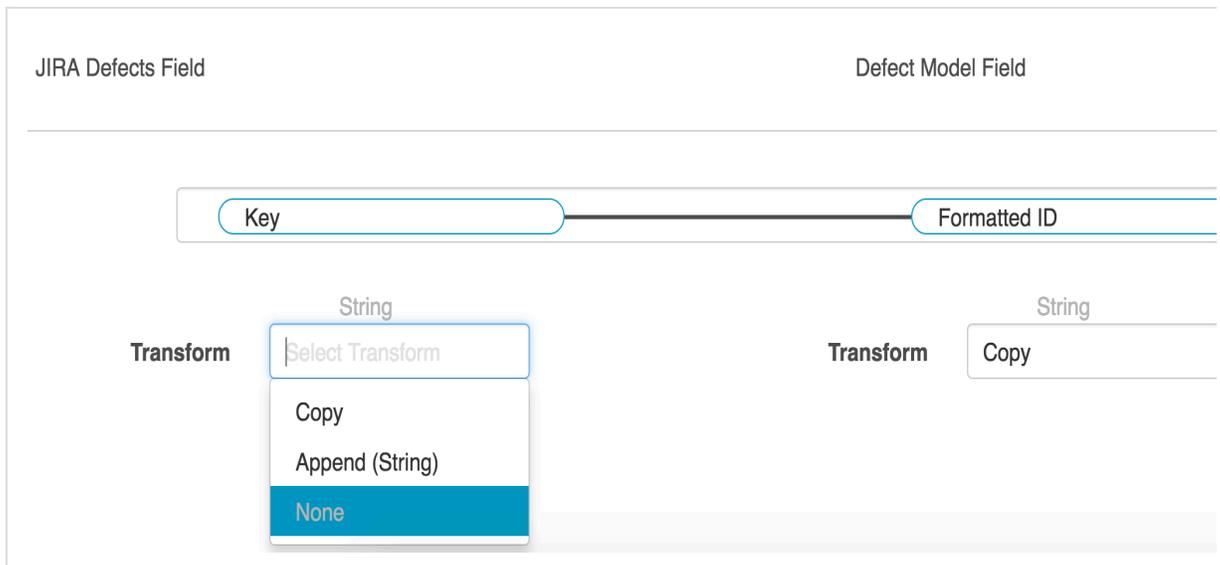 JIRA Defects Field Defect Model Field
Key Formatted ID
String String
Transform Select Transform Transform Copy
Copy
Append (String)
None